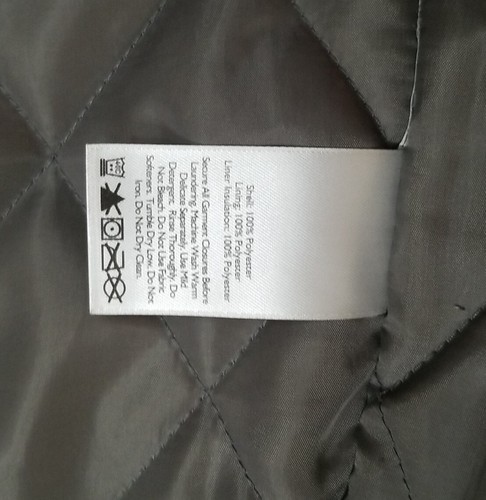 Shell: 100% Polyester
Lining: 100% Polyester
Liner Insulation: 100% Polyester
Secure All Garment Closures Before
Laundering. Machine Wash Warm
Delicate Separately. Use Mild
Detergent. Rinse Thoroughly. Do
Not Bleach. Do Not Use Fabric
Softeners. Tumble Dry Low. Do Not
Iron. Do Not Dry Clean.